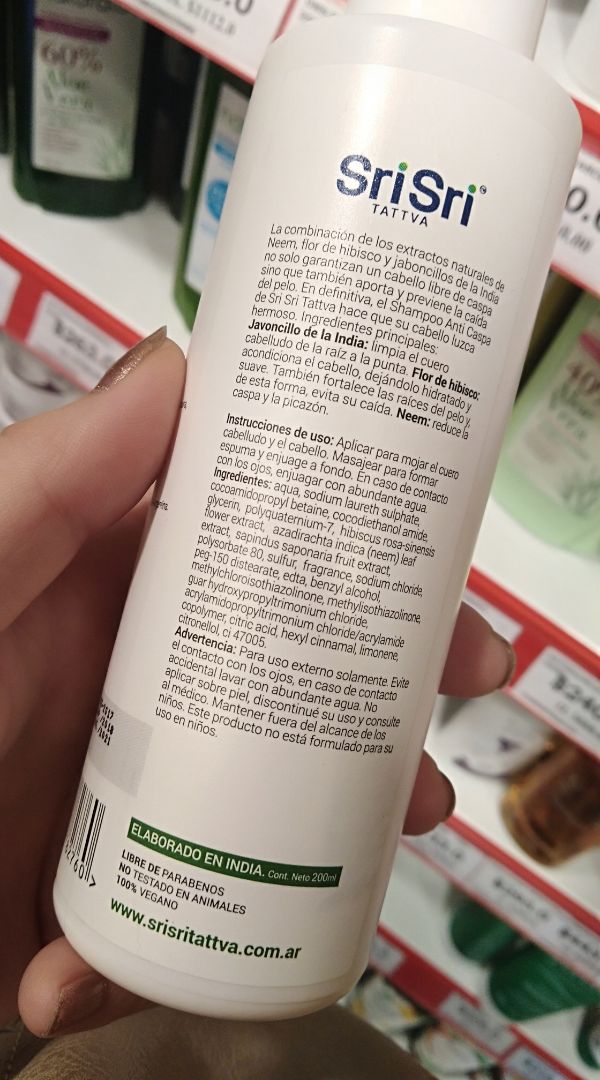 60%
Aloe
Vera
SriSri
TATTVA
La combinación de los extractos naturales de
Neem, flor de hibisco y jaboncillos de la India
no solo garantizan un cabello libre de caspa
sino que también aporta y previene la caída
del pelo. En definitiva, el Shampoo Anti Caspa
de Sri Sri Tattva hace que su cabello luzca
hermoso. Ingredientes principales:
Javoncillo de la India: limpia el cuero
cabelludo de la raíz a la punta. Flor de hibisco:
acondiciona el cabello, dejándolo hidratado y
suave. También fortalece las raíces del pelo y,
de esta forma, evita su caída. Neem: reduce la
caspa y la picazón.
Instrucciones de uso: Aplicar para mojar el cuero
cabelludo y el cabello. Masajear para formar
espuma y enjuage a fondo. En caso de contacto
con los ojos, enjuagar con abundante agua.
Ingredientes: aqua, sodium laureth sulphate,
cocoamidopropyl betaine, cocodiethanol amide,
glycerin, polyquaternium-7, hibiscus rosa-sinensis
flower extract, azadirachta indica (neem) leaf
extract, sapindus saponaria fruit extract,
polysorbate 80, sulfur, fragrance, sodium chloride,
peg-150 distearate, edta, benzyl alcohol,
methylchloroisothiazolinone, methylisothiazolinone,
guar hydroxypropyltrimonium chloride,
acrylamidopropyltrimonium chloride/acrylamide
copolymer, citric acid, hexyl cinnamal, limonene,
citronellol, ci 47005.
Advertencia: Para uso externo solamente. Evite
el contacto con los ojos, en caso de contacto
accidental lavar con abundante agua. No
aplicar sobre piel, discontinué su uso y consulte
al médico. Mantener fuera del alcance de los
niños. Este producto no está formulado para su
uso en niños.
ELABORADO EN INDIA. Cont. Neto 200ml
LIBRE DE PARABENOS
NO TESTADO EN ANIMALES
100% VEGANO
www.srisritattva.com.ar